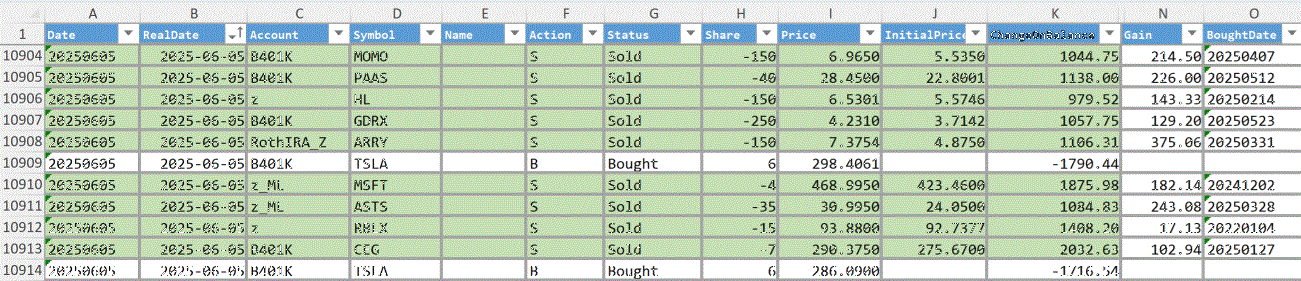 A B C D E F G H I J K N O
1 Date RealDate Account Symbol Name Action Status Share Price InitialPrice ChangeOnBalance Gain BoughtDate
10904 20250605 2025-06-05 B401K MOMO S Sold -150 6.9650 5.5350 1044.75 214.50 20250407
10905 20250605 2025-06-05 B401K PAAS S Sold -40 28.4500 22.8001 1138.00 226.00 20250512
10906 20250605 2025-06-05 z HL S Sold -150 6.5301 5.5746 979.52 143.33 20250214
10907 20250605 2025-06-05 B401K GDRX S Sold -250 4.2310 3.7142 1057.75 129.20 20250523
10908 20250605 2025-06-05 RothIRA_Z ARRY S Sold -150 7.3754 4.8750 1106.31 375.06 20250331
10909 20250605 2025-06-05 B401K TSLA B Bought 6 298.4061 -1790.44
10910 20250605 2025-06-05 z_ML MSFT S Sold -4 468.9950 423.4600 1875.98 182.14 20241202
10911 20250605 2025-06-05 z_ML ASTS S Sold -35 30.9950 24.0500 1084.83 243.08 20250328
10912 20250605 2025-06-05 z RBLX S Sold -15 93.8800 92.7377 1408.20 17.13 20220104
10913 20250605 2025-06-05 B401K CEG S Sold -7 290.3750 275.6700 2032.63 102.94 20250127
10914 20250605 2025-06-05 B401K TSLA B Bought 6 286.0900 -1716.54